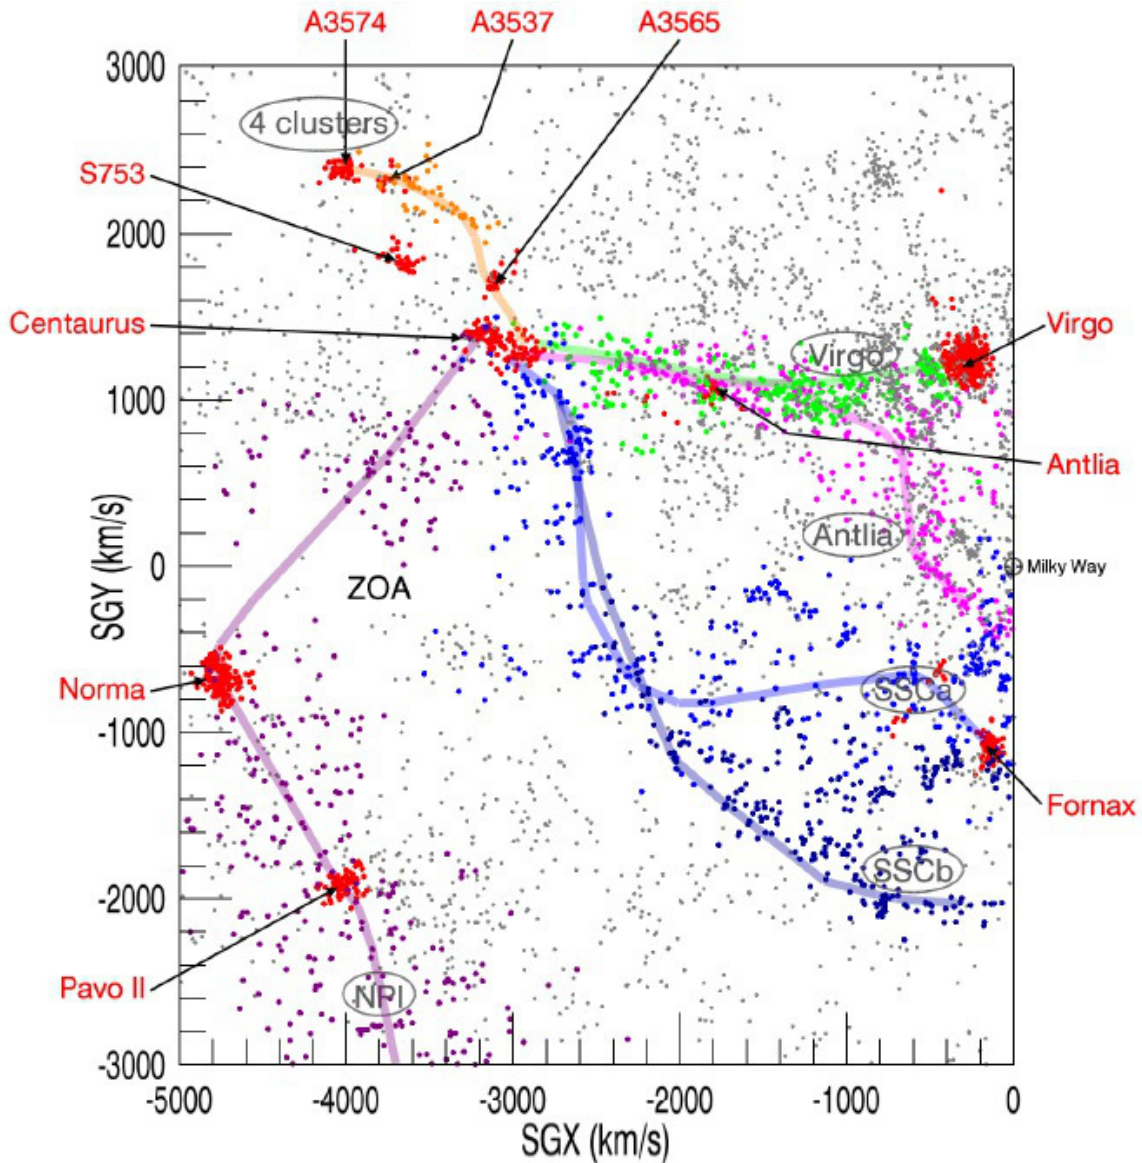 A3574 A3537 A3565
3000
4 clusters
S753
2000
Centaurus
Virgo
Virgo
1000
Antlia
Antlia
0
ZOA
Milky Way
SGY (km/s)
Norma
SSCa
-1000
Fornax
SSCb
-2000
Pavo II
NPI
-3000
-5000 -4000 -3000 -2000 -1000 0
SGX (km/s)